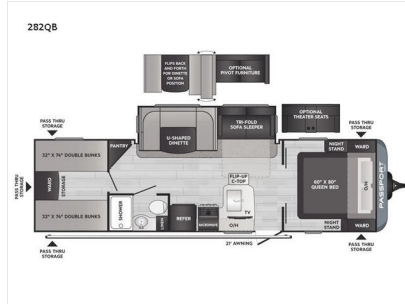 282QB
FLIPS BACK
AND FORTH
FOR DINETTE
OR SOFA
POSITION
OPTIONAL
PIVOT FURNITURE
PASS THRU
STORAGE
PANTRY
U-SHAPED
DINETTE
TRI-FOLD
SOFA SLEEPER
OPTIONAL
THEATER SEATS
PASS THRU
STORAGE
NIGHT
STAND
WARD
32" X 74" DOUBLE BUNKS
PASS THRU
STORAGE
WARD
STORAGE
FLIP-UP
C-TOP
60" X 80"
QUEEN BED
O/H
PASSPORT
32" X 74" DOUBLE BUNKS
SHOWER
LINEN
REFER
MICROWAVE
TV
O/H
NIGHT
STAND
WARD
PASS THRU
STORAGE
21' AWNING
PASS THRU
STORAGE